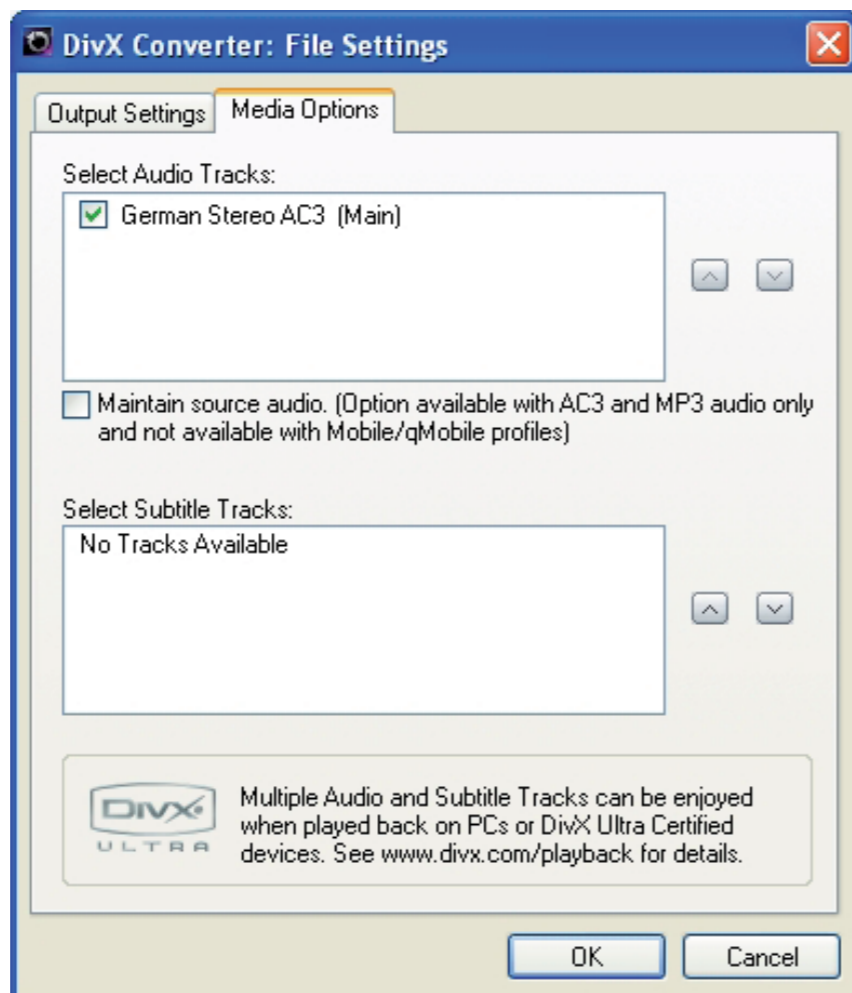 DivX Converter: File Settings
Output Settings
Media Options
Select Audio Tracks:
German Stereo AC3 (Main)
Maintain source audio. (Option available with AC3 and MP3 audio only
and not available with Mobile/qMobile profiles)
Select Subtitle Tracks:
No Tracks Available
DIVX
ULTRA
Multiple Audio and Subtitle Tracks can be enjoyed
when played back on PCs or DivX Ultra Certified
devices. See www.divx.com/playback for details.
OK
Cancel